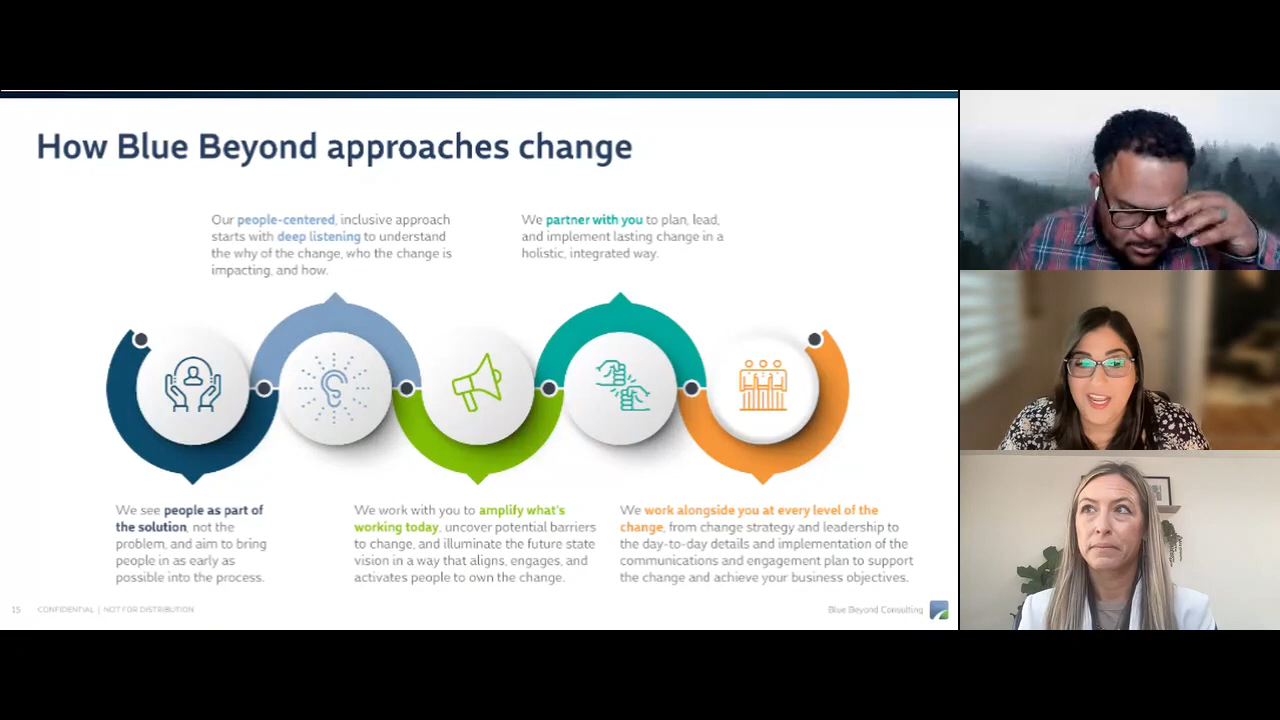 How Blue Beyond approaches change
Our people-centered, inclusive approach
starts with deep listening to understand
the why of the change, who the change is
impacting, and how.
We partner with you to plan, lead,
and implement lasting change in a
holistic, integrated way.
We see people as part of
the solution, not the
problem, and aim to bring
people in as early as
possible into the process.
We work with you to amplify what's
working today, uncover potential barriers
to change, and illuminate the future state
vision in a way that aligns, engages, and
activates people to own the change.
We work alongside you at every level of the
change, from change strategy and leadership to
the day-to-day details and implementation of the
communications and engagement plan to support
the change and achieve your business objectives.
15 CONFIDENTIAL | NOT FOR DISTRIBUTION
Blue Beyond Consulting